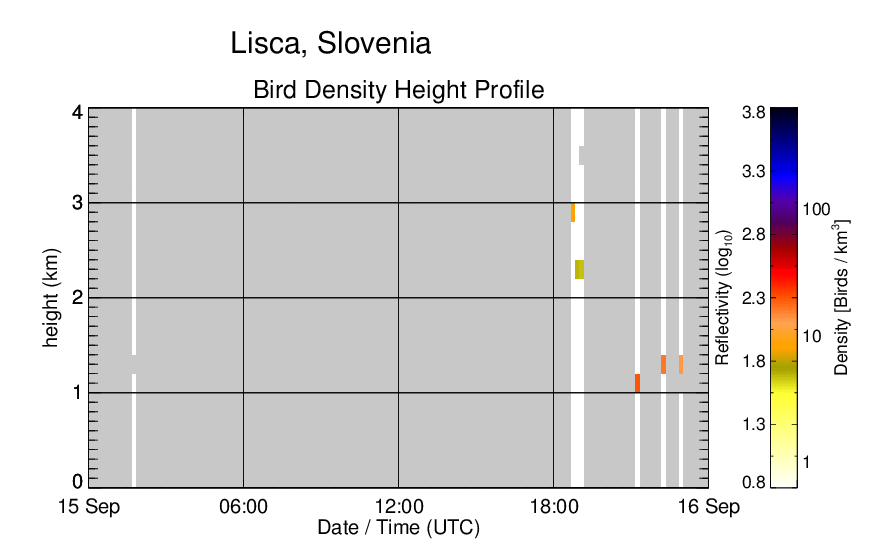 Lisca, Slovenia
Bird Density Height Profile
4
3
2
1
0
height (km)
15 Sep
06:00
12:00
18:00
16 Sep
Date / Time (UTC)
3.8
3.3
2.8
2.3
1.8
1.3
0.8
Reflectivity (log10)
100
10
1
Density [Birds / km3]